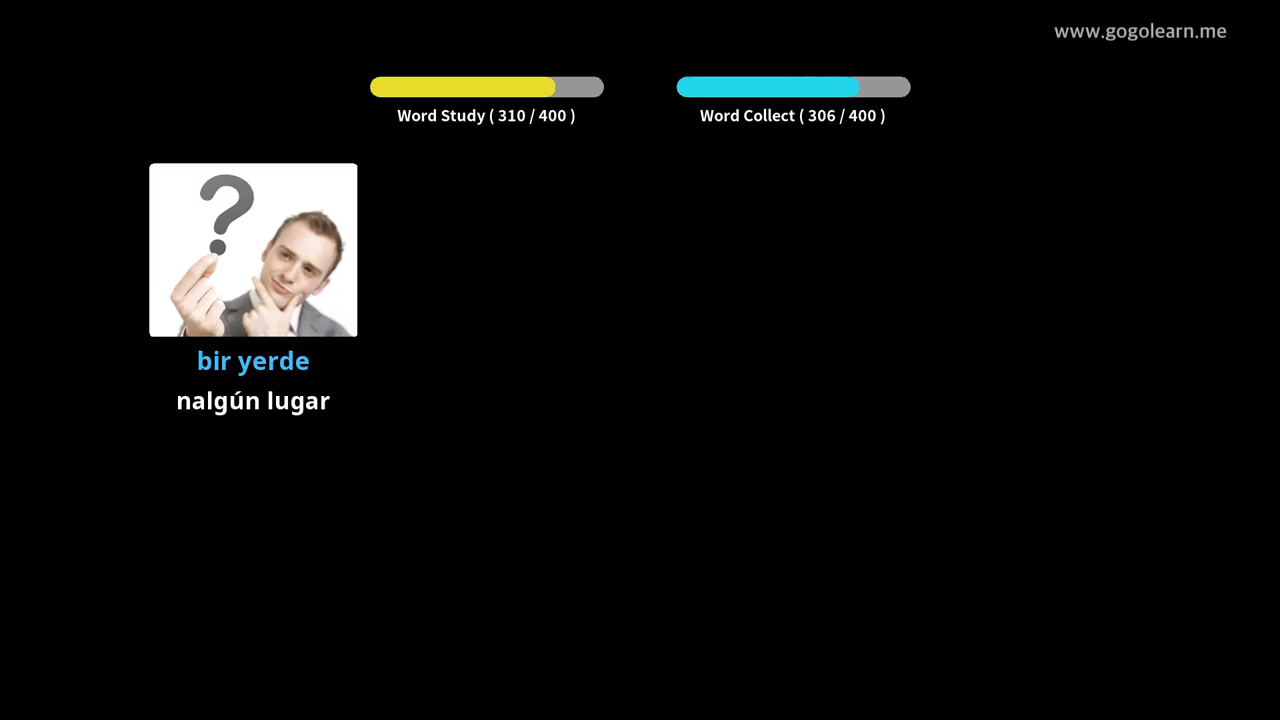 www.gogolearn.me
Word Study ( 310 / 400 )
Word Collect ( 306 / 400 )
?
bir yerde
nalgún lugar